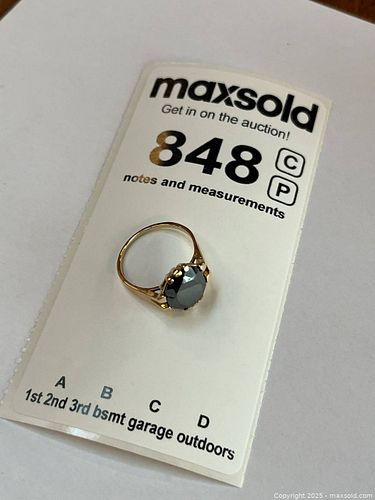 maxsold
Get in on the auction!
848 C
P
notes and measurements
A B C D
1st 2nd 3rd bsmt garage outdoors
Copyright 2025 - maxsold.com